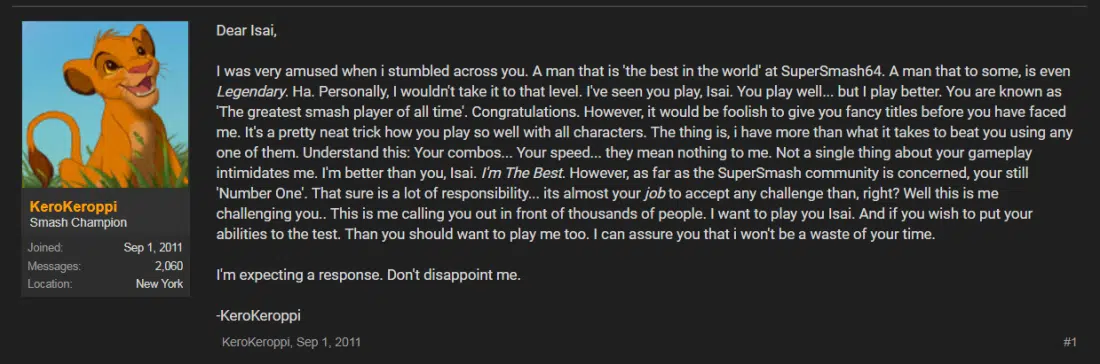 Dear Isai,
I was very amused when i stumbled across you. A man that is 'the best in the world' at SuperSmash64. A man that to some, is even
Legendary. Ha. Personally, I wouldn't take it to that level. I've seen you play, Isai. You play well... but I play better. You are known as
'The greatest smash player of all time'. Congratulations. However, it would be foolish to give you fancy titles before you have faced
me. It's a pretty neat trick how you play so well with all characters. The thing is, i have more than what it takes to beat you using any
one of them. Understand this: Your combos... Your speed... they mean nothing to me. Not a single thing about your gameplay
intimidates me. I'm better than you, Isai. I'm The Best. However, as far as the SuperSmash community is concerned, your still
'Number One'. That sure is a lot of responsibility... its almost your job to accept any challenge than, right? Well this is me
challenging you.. This is me calling you out in front of thousands of people. I want to play you Isai. And if you wish to put your
abilities to the test. Than you should want to play me too. I can assure you that i won't be a waste of your time.
I'm expecting a response. Don't disappoint me.
-KeroKeroppi
KeroKeroppi, Sep 1, 2011 #1
KeroKeroppi
Smash Champion
Joined: Sep 1, 2011
Messages: 2,060
Location: New York